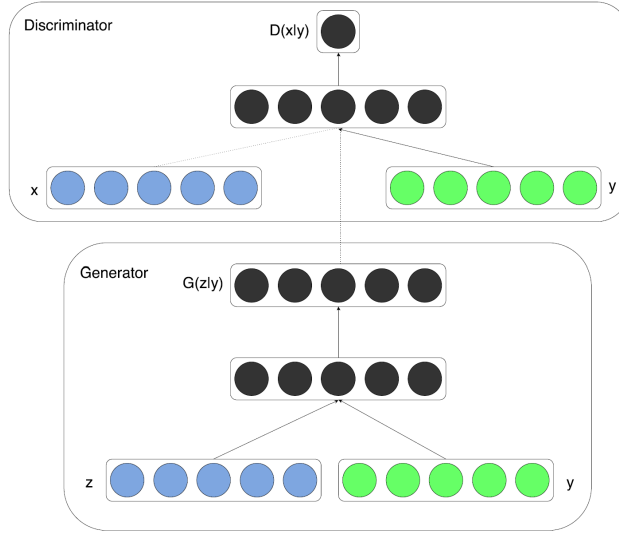 Discriminator
D(x|y)
x
y
Generator
G(z|y)
z
y